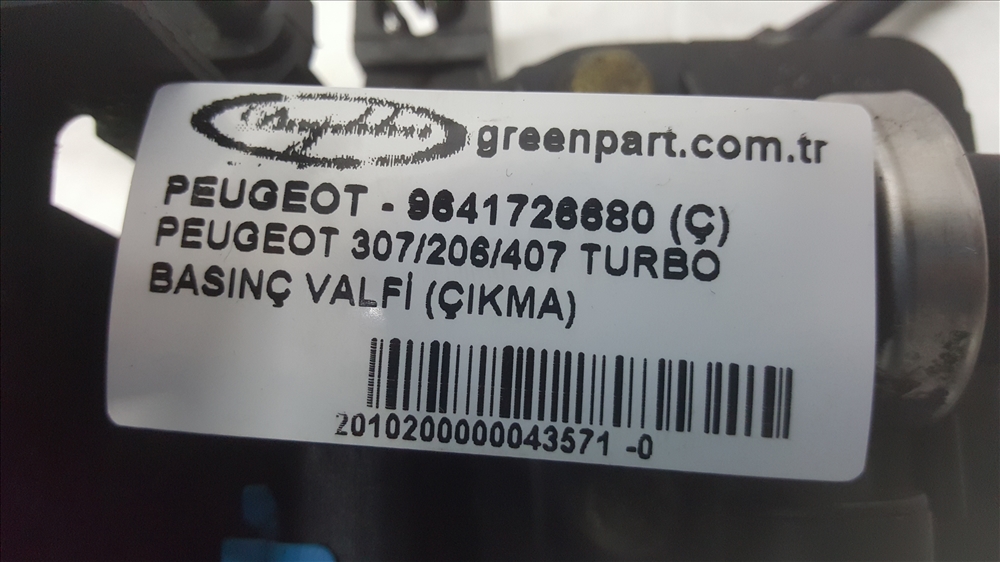 greenpart.com.tr
PEUGEOT - 9641726680 (Ç)
PEUGEOT 307/206/407 TURBO
BASINÇ VALFİ (ÇIKMA)
2010200000043571 -0